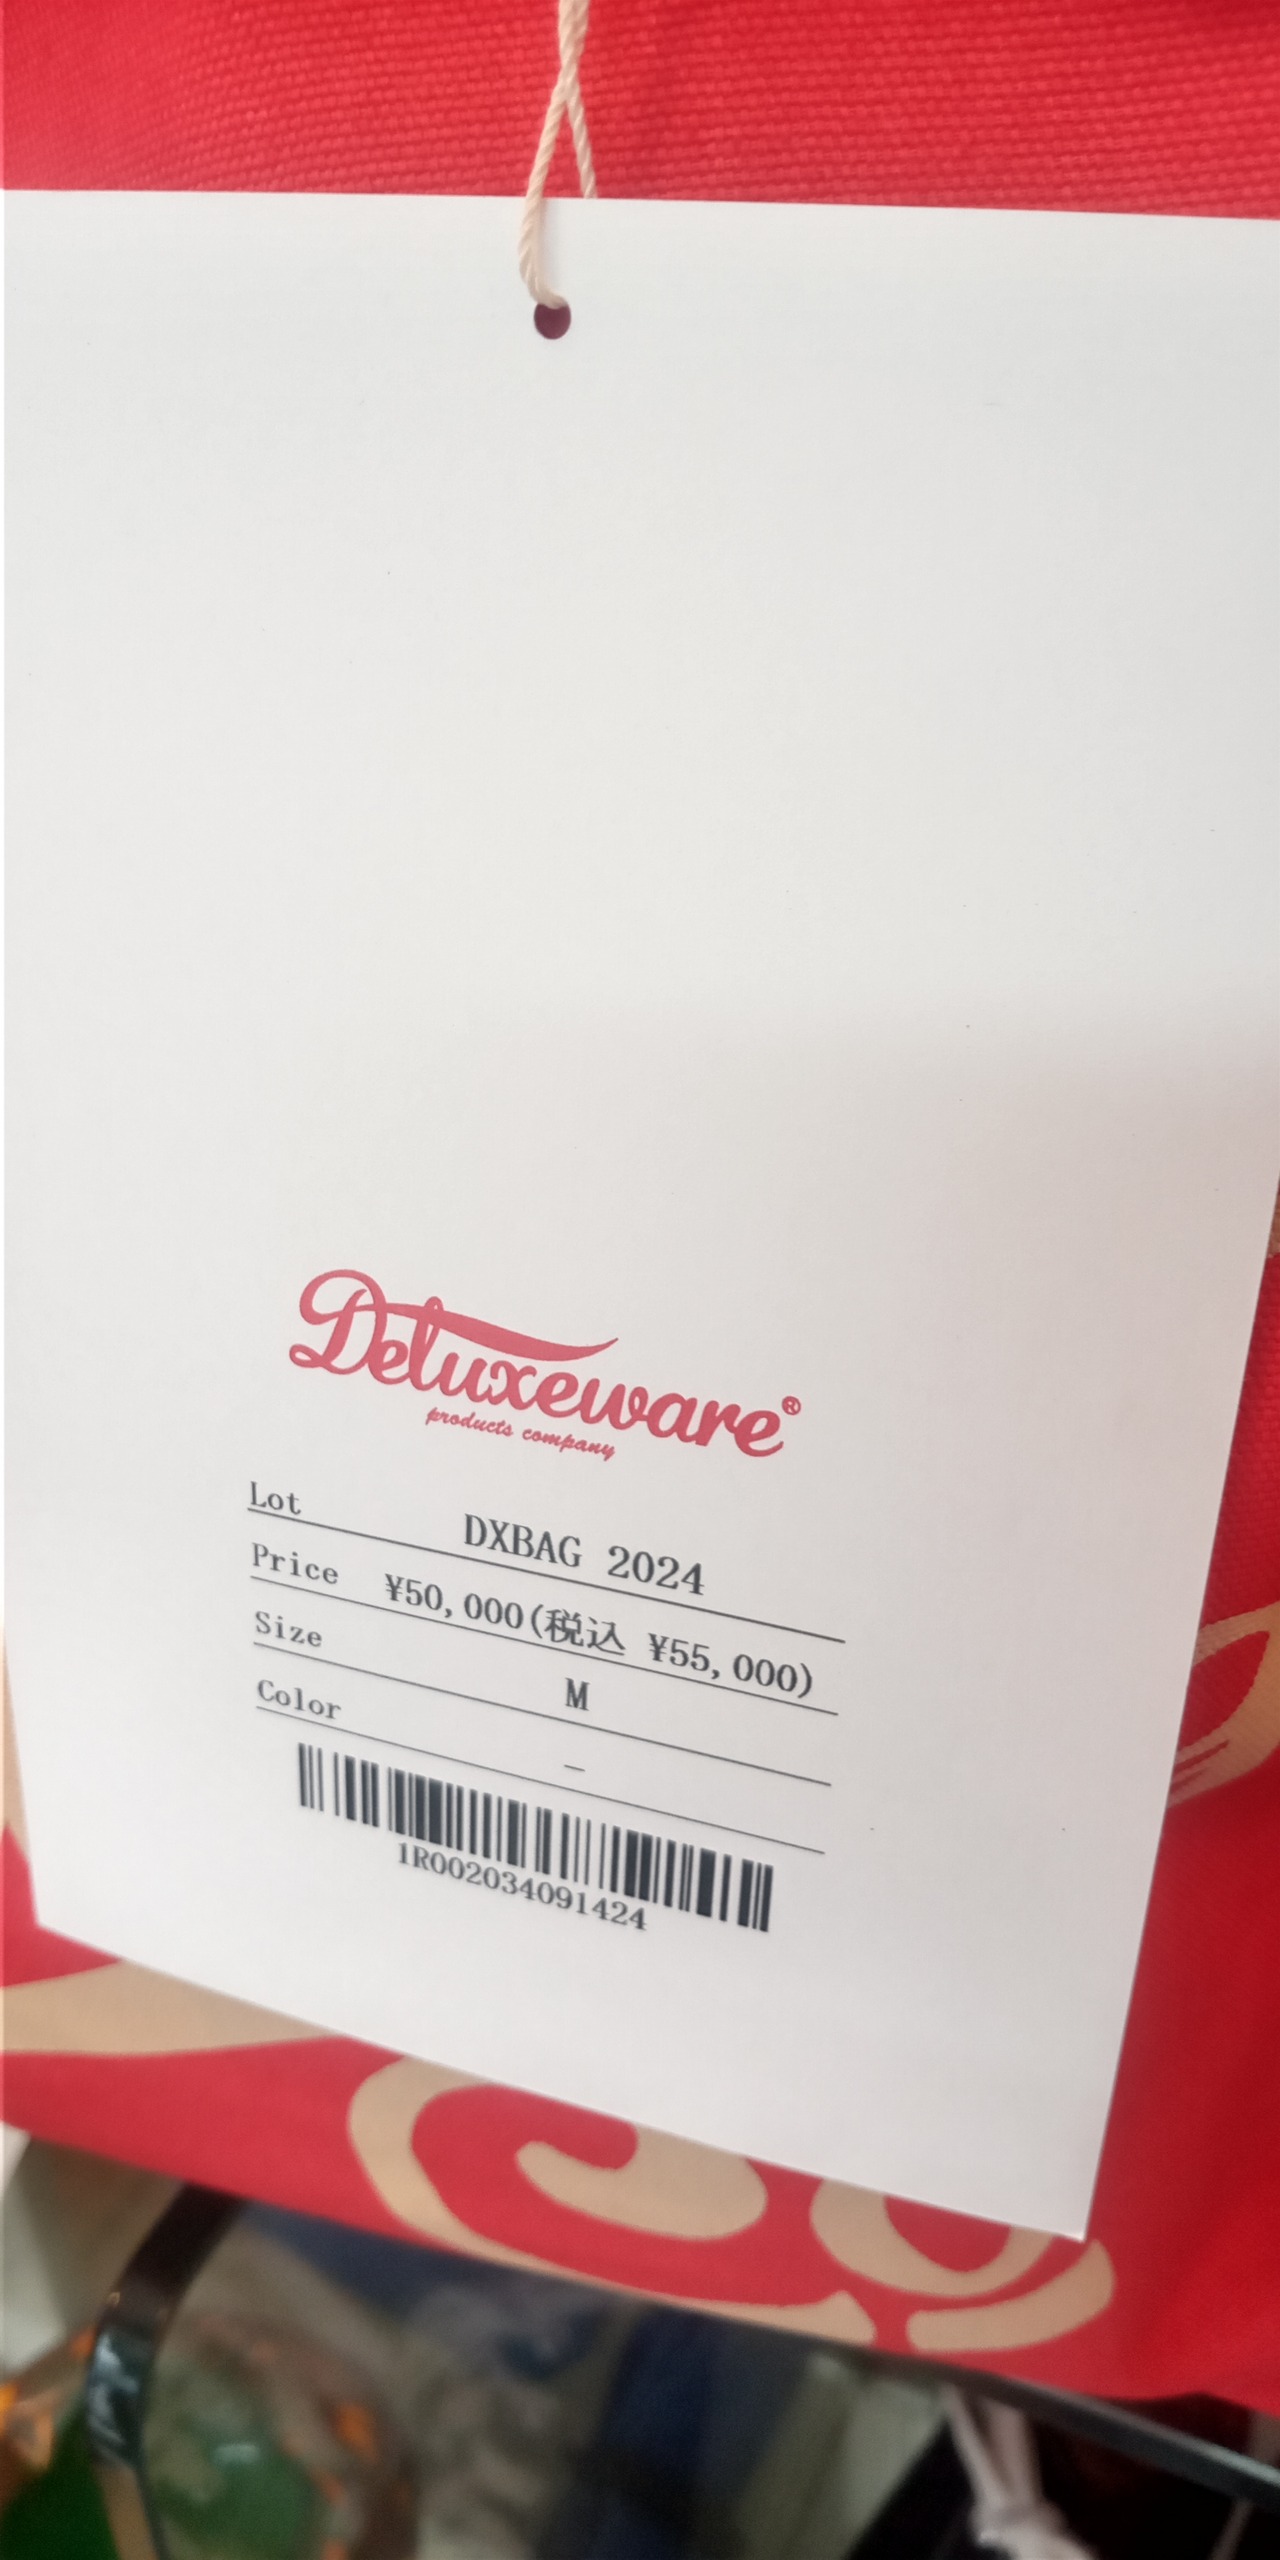 Deluxeware®
products company
Lot DXBAG 2024
Price ¥50,000(税込 ¥55,000)
Size M
Color –
1R002034091424